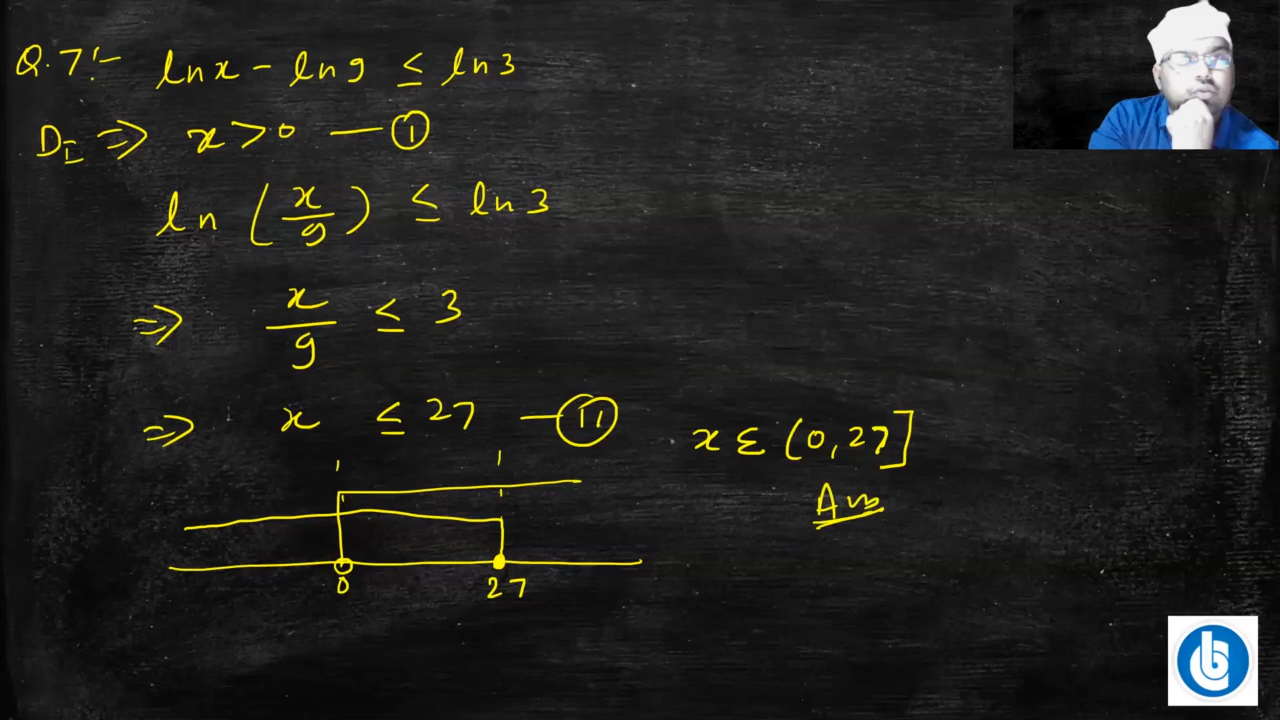 Q.7:- ln x - ln 9 ≤ ln 3
D_I ⇒ x > 0 — ①
ln (x/9) ≤ ln 3
⇒ x/9 ≤ 3
⇒ x ≤ 27 — ⑪
x ∈ (0, 27]
Ans
0 27